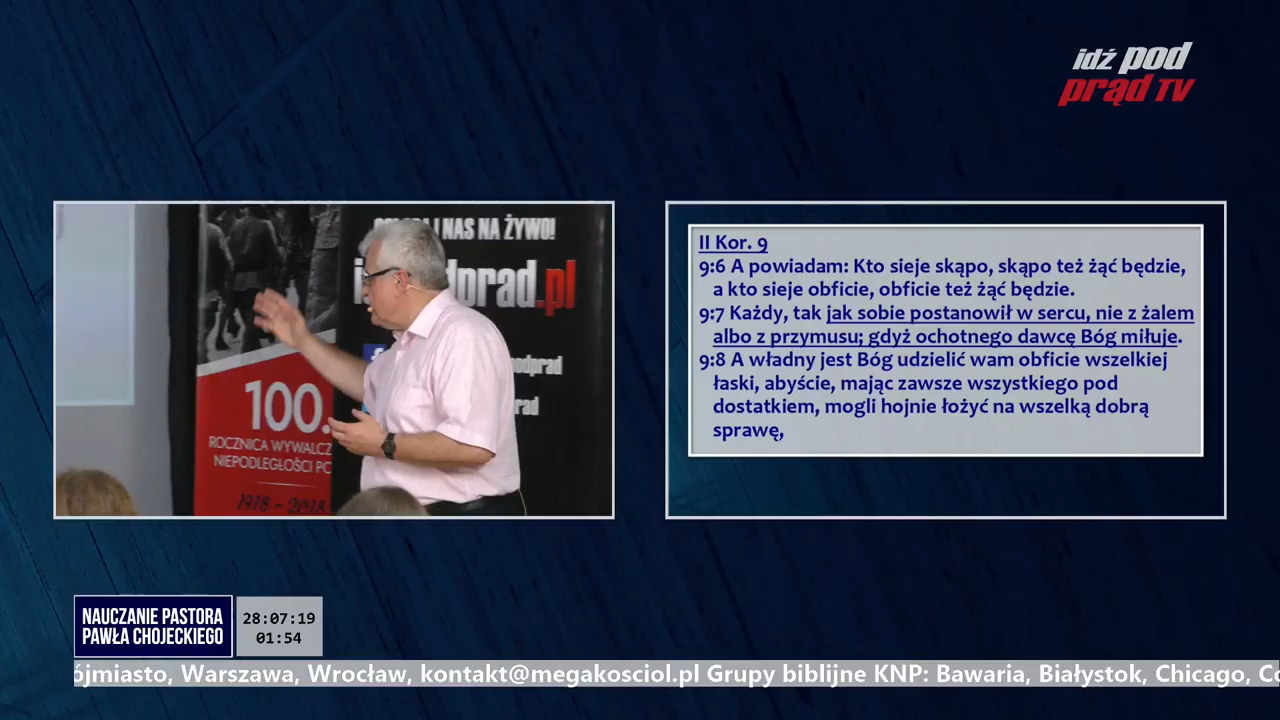 idź pod
prąd TV
NAS NA ŻYWO!
prad.pl
podprad
rad
100.
ROCZNICA WYWALCZ
NIEPODLEGŁOŚCI PC
1918 - 2018
II Kor. 9
9:6 A powiadam: Kto sieje skąpo, skąpo też żąć będzie,
a kto sieje obficie, obficie też żąć będzie.
9:7 Każdy, tak jak sobie postanowił w sercu, nie z żalem
albo z przymusu; gdyż ochotnego dawcę Bóg miłuje.
9:8 A władny jest Bóg udzielić wam obficie wszelkiej
łaski, abyście, mając zawsze wszystkiego pod
dostatkiem, mogli hojnie łożyć na wszelką dobrą
sprawę,
NAUCZANIE PASTORA
PAWŁA CHOJECKIEGO
28:07:19
01:54
ójmiasto, Warszawa, Wrocław, kontakt@megakosciol.pl Grupy biblijne KNP: Bawaria, Białystok, Chicago, Co